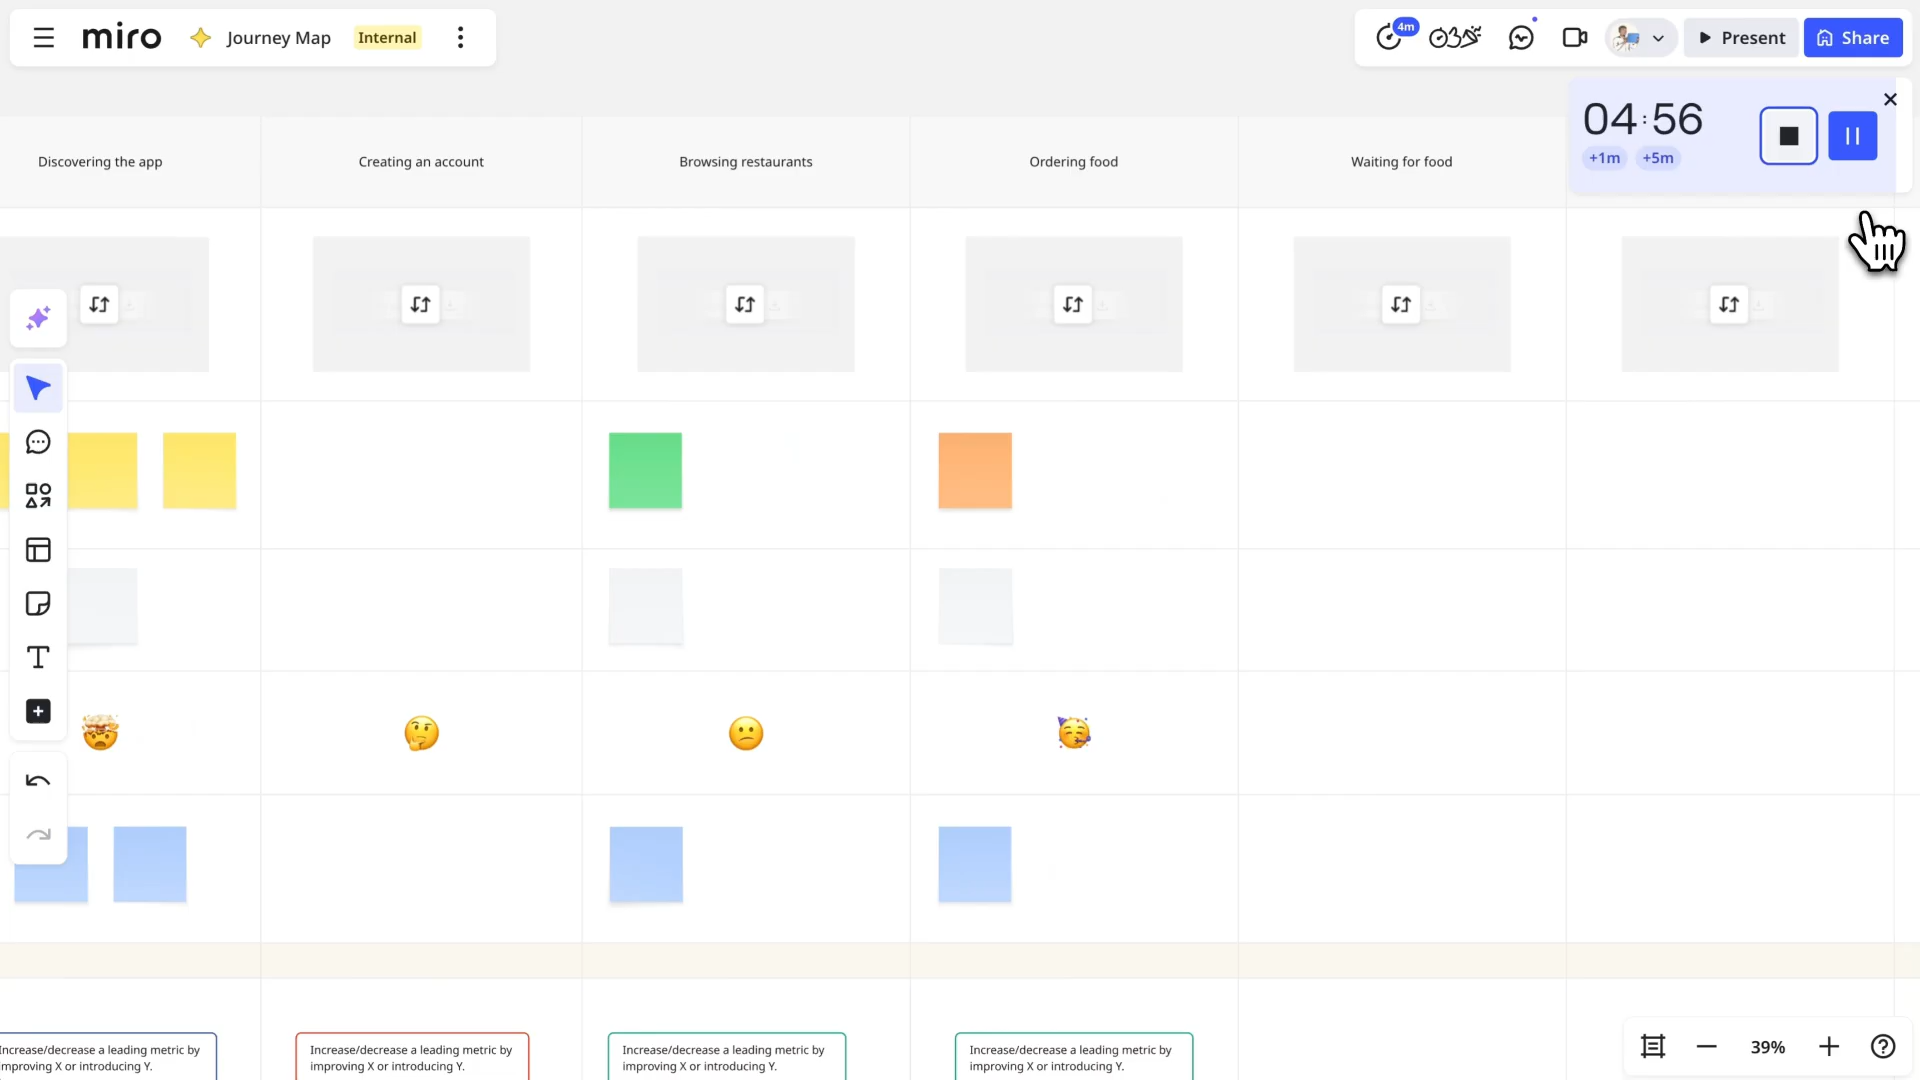 miro
Journey Map
Internal
4m
Present
Share
04:56
+1m
+5m
Discovering the app
Creating an account
Browsing restaurants
Ordering food
Waiting for food
ncrease/decrease a leading metric by
mproving X or introducing Y.
Increase/decrease a leading metric by
improving X or introducing Y.
Increase/decrease a leading metric by
improving X or introducing Y.
Increase/decrease a leading metric by
improving X or introducing Y.
39%